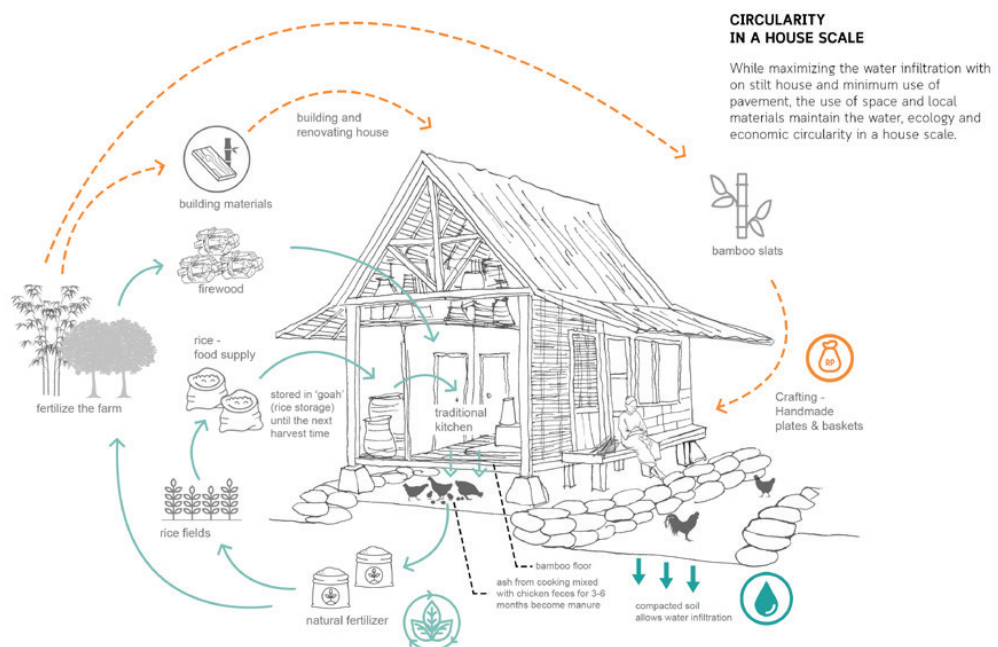 CIRCULARITY
IN A HOUSE SCALE
While maximizing the water infiltration with
on stilt house and minimum use of
pavement, the use of space and local
materials maintain the water, ecology and
economic circularity in a house scale.
building and
renovating house
building materials
bamboo slats
firewood
rice -
food supply
fertilize the farm
stored in 'goah'
(rice storage)
until the next
harvest time
traditional
kitchen
RP
Crafting -
Handmade
plates & baskets
rice fields
bamboo floor
ash from cooking mixed
with chicken feces for 3-6
months become manure
natural fertilizer
compacted soil
allows water infiltration